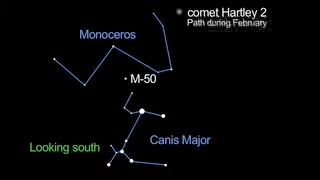 comet Hartley 2
Path during February
Monoceros
M-50
Canis Major
Looking south